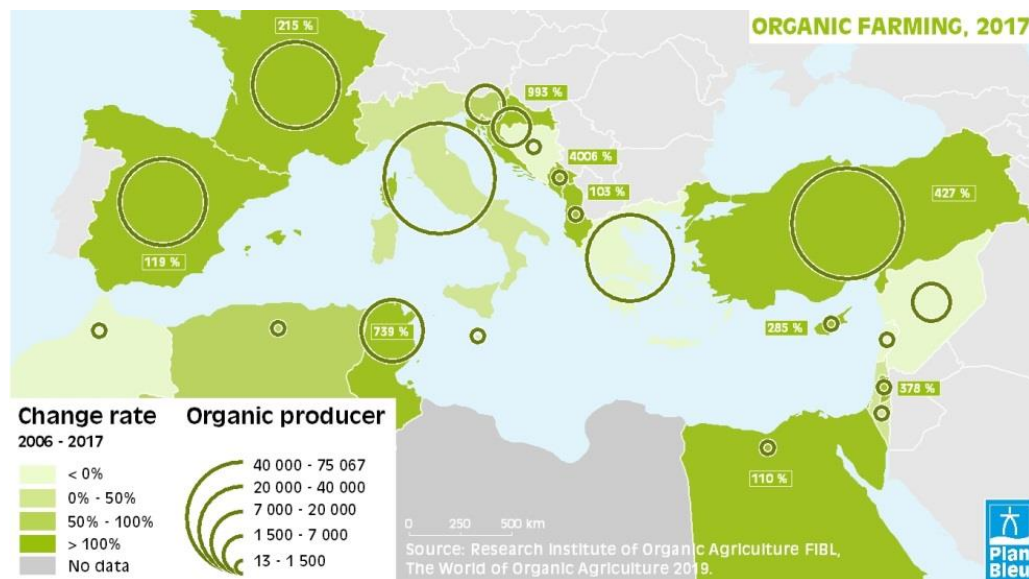 ORGANIC FARMING, 2017
215 %
993 %
4006 %
103 %
427 %
119 %
739 %
285 %
378 %
110 %
Change rate
2006 - 2017
< 0%
0% - 50%
50% - 100%
> 100%
No data
Organic producer
40 000 - 75 067
20 000 - 40 000
7 000 - 20 000
1 500 - 7 000
13 - 1 500
0 250 500 km
Source: Research Institute of Organic Agriculture FIBL,
The World of Organic Agriculture 2019.
Plan
Bleu